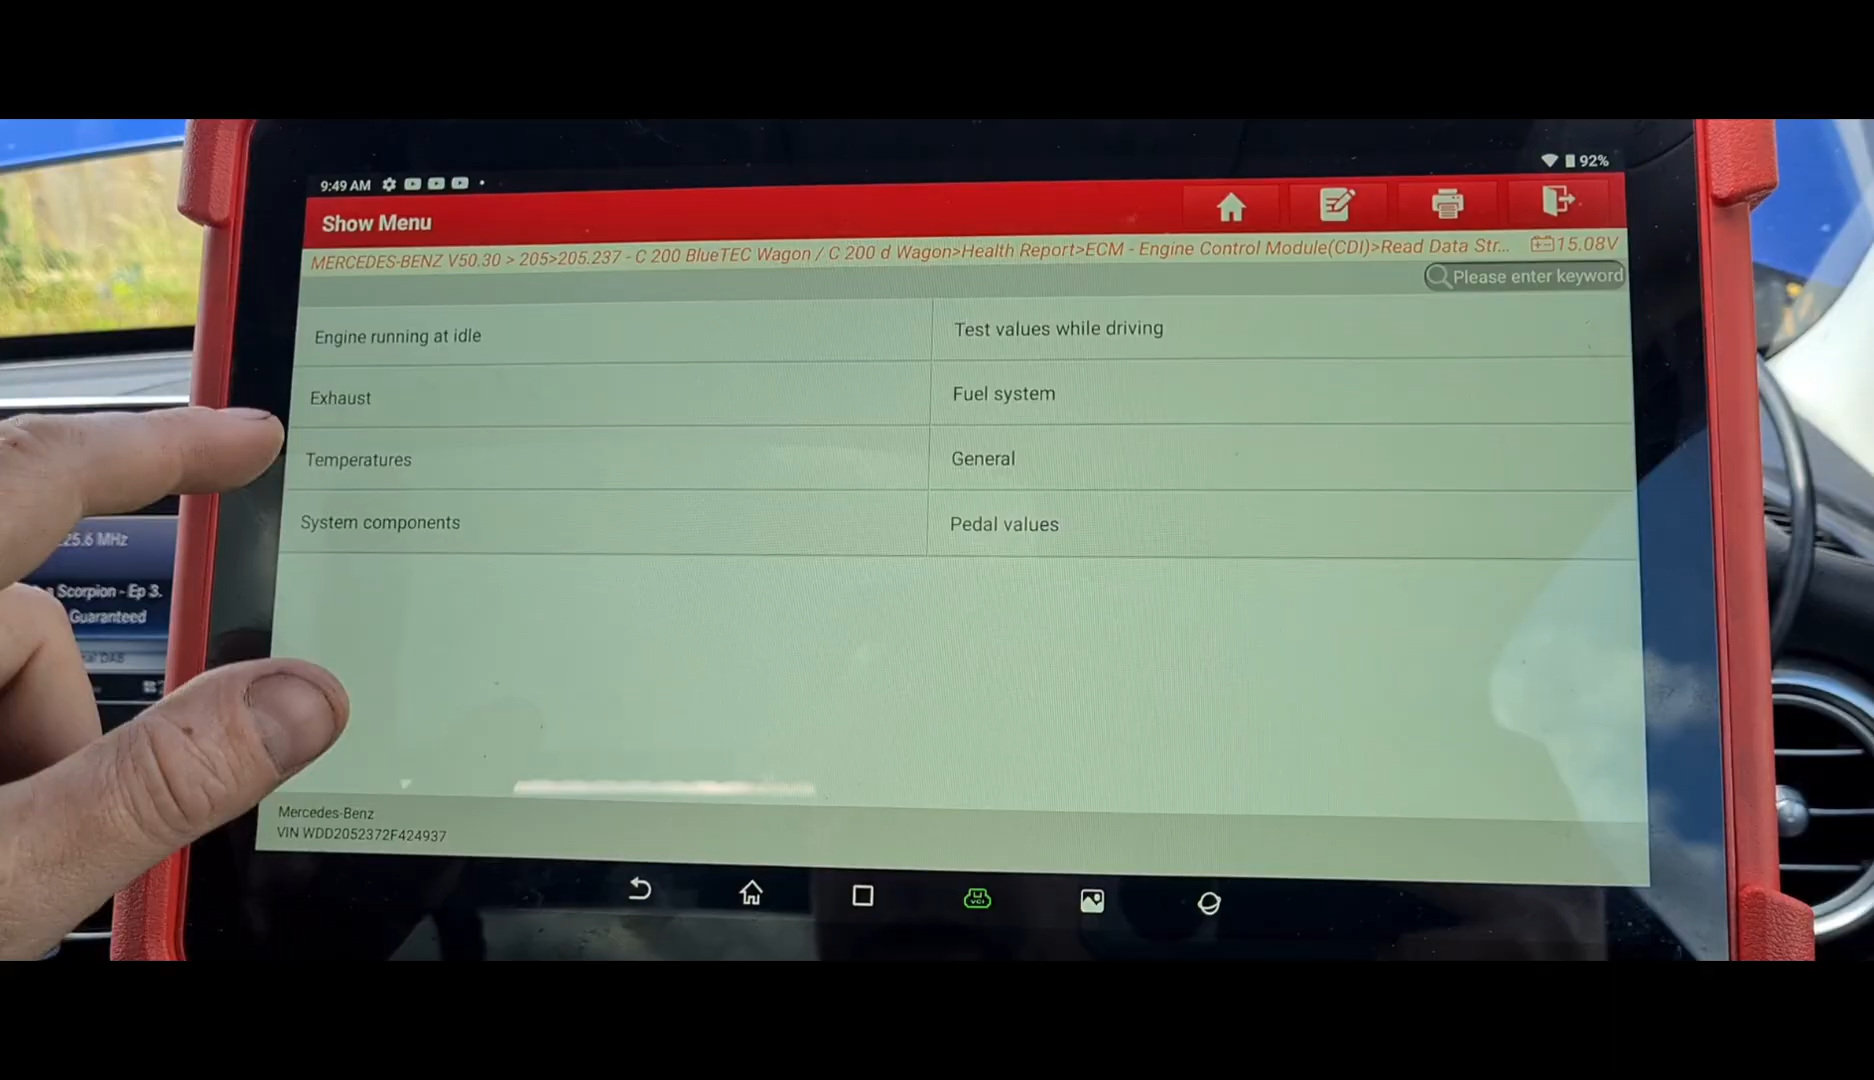 9:49 AM
92%
Show Menu
MERCEDES-BENZ V50.30 > 205>205.237 - C 200 BlueTEC Wagon / C 200 d Wagon>Health Report>ECM - Engine Control Module(CDI)>Read Data Str...
15.08V
Please enter keyword
Engine running at idle
Test values while driving
Exhaust
Fuel system
Temperatures
General
System components
Pedal values
25.6 MHz
Scorpion - Ep 3.
Guaranteed
DAB
Mercedes-Benz
VIN WDD2052372F424937
VCI